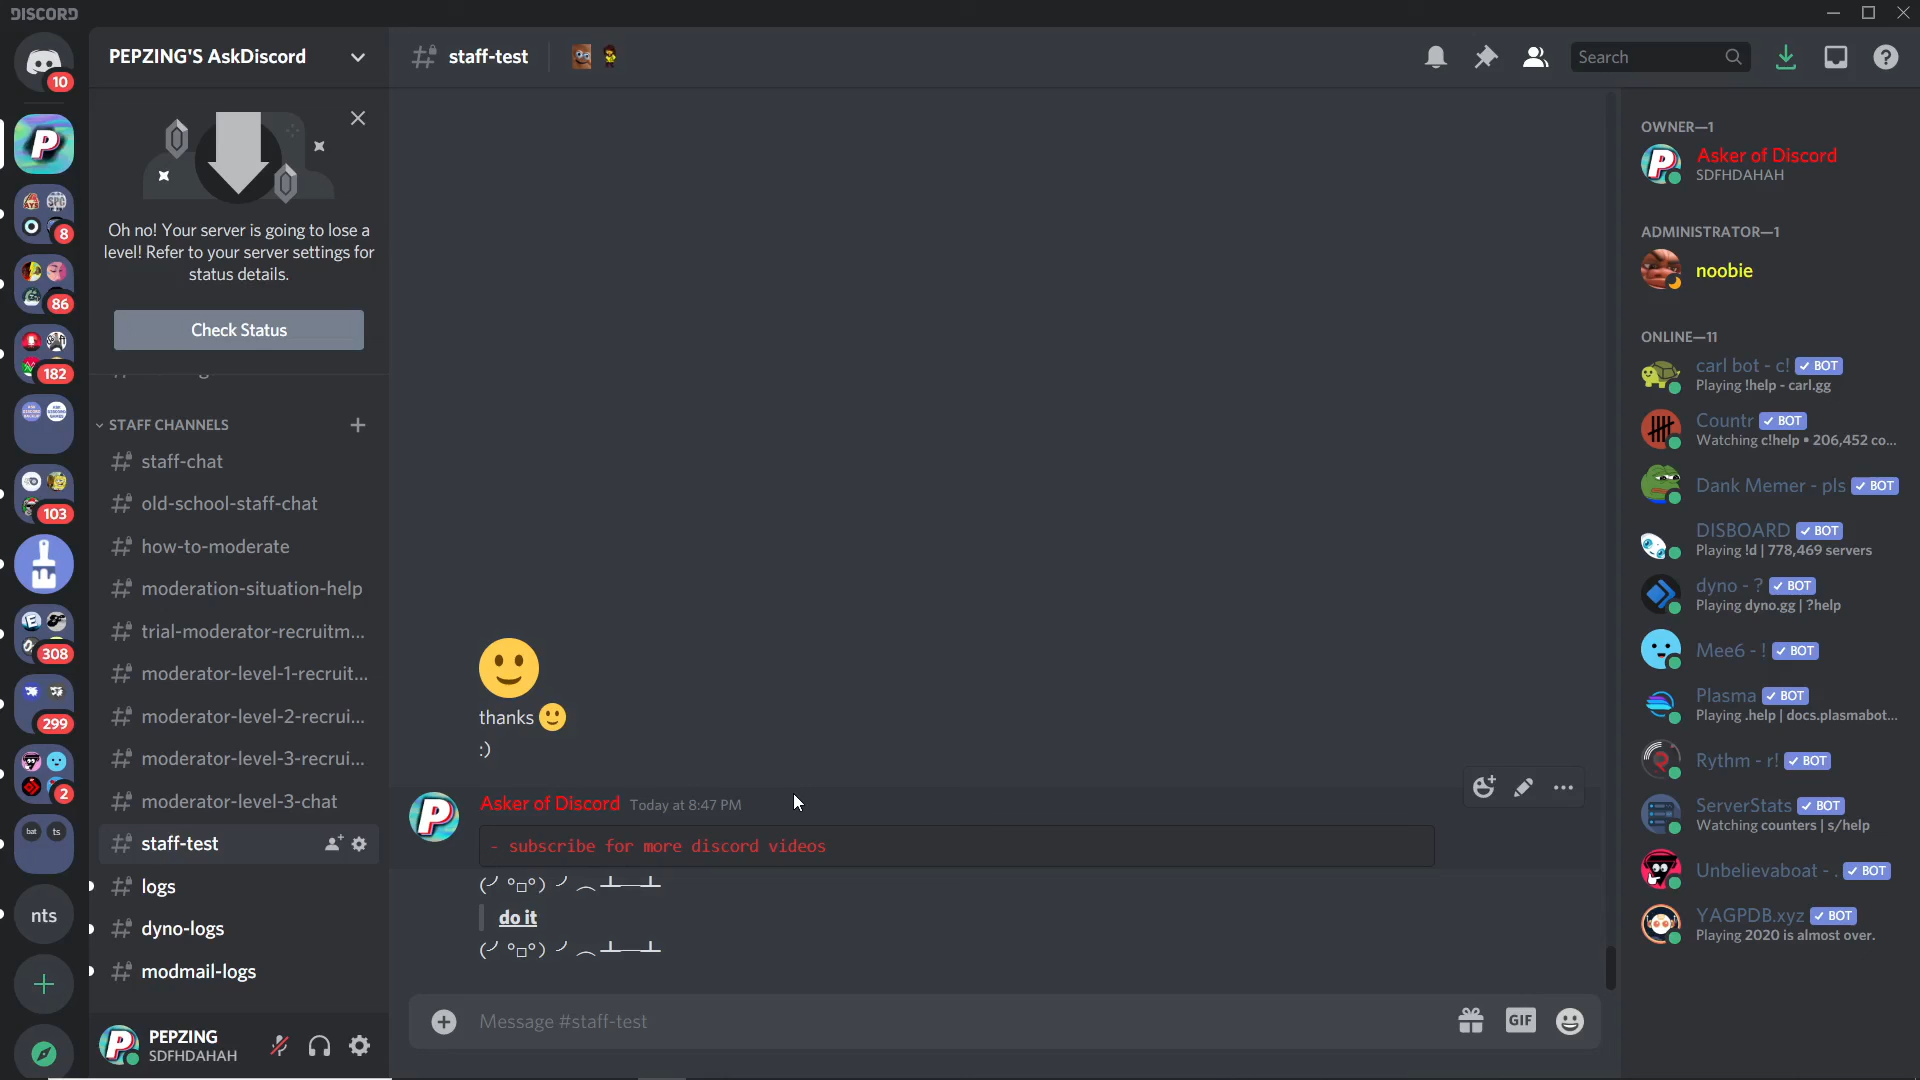 DISCORD
10
8
86
182
103
308
299
2
bat ts
nts
PEPZING'S AskDiscord
Oh no! Your server is going to lose a
level! Refer to your server settings for
status details.
Check Status
STAFF CHANNELS
staff-chat
old-school-staff-chat
how-to-moderate
moderation-situation-help
trial-moderator-recruitm...
moderator-level-1-recruit...
moderator-level-2-recrui...
moderator-level-3-recrui...
moderator-level-3-chat
staff-test
logs
dyno-logs
modmail-logs
PEPZING
SDFHDAHAH
staff-test
Search
thanks 🙂
:)
Asker of Discord Today at 8:47 PM
- subscribe for more discord videos
(╯°□°)╯︵ ┻━┻
do it
(╯°□°)╯︵ ┻━┻
Message #staff-test
GIF
OWNER—1
Asker of Discord
SDFHDAHAH
ADMINISTRATOR—1
noobie
ONLINE—11
carl bot - c! ✓ BOT
Playing !help - carl.gg
Countr ✓ BOT
Watching c!help • 206,452 co...
Dank Memer - pls ✓ BOT
DISBOARD ✓ BOT
Playing !d | 778,469 servers
dyno - ? ✓ BOT
Playing dyno.gg | ?help
Mee6 - ! ✓ BOT
Plasma ✓ BOT
Playing .help | docs.plasmabot...
Rythm - r! ✓ BOT
ServerStats ✓ BOT
Watching counters | s/help
Unbelievaboat - . ✓ BOT
YAGPDB.xyz ✓ BOT
Playing 2020 is almost over.